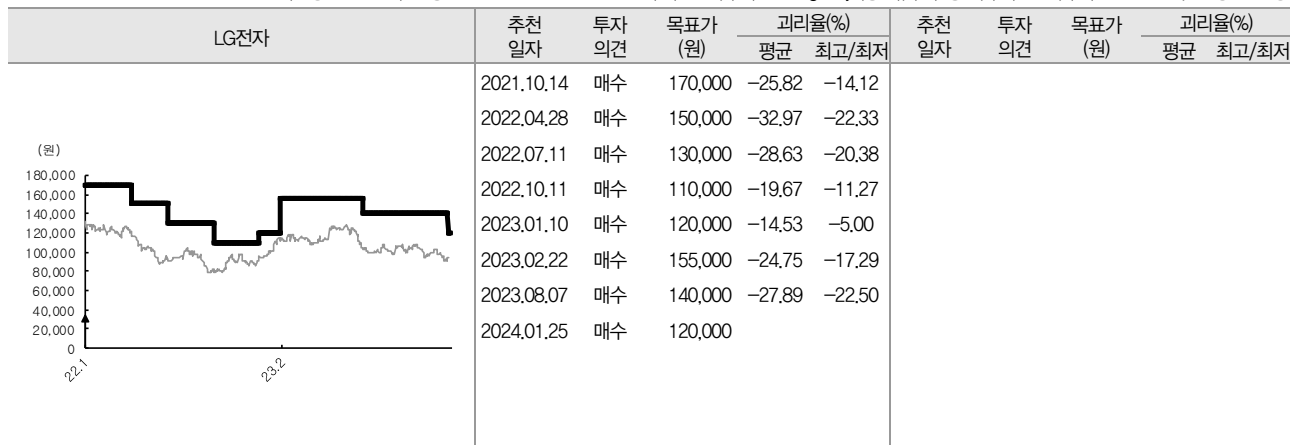 LG전자 추천 투자 목표가 괴리율(%) 추천 투자 목표가 괴리율(%)
일자 의견 (원) 평균 최고/최저 일자 의견 (원) 평균 최고/최저
2021.10.14 매수 170,000 -25.82 -14.12
2022.04.28 매수 150,000 -32.97 -22.33
2022.07.11 매수 130,000 -28.63 -20.38
2022.10.11 매수 110,000 -19.67 -11.27
2023.01.10 매수 120,000 -14.53 -5.00
2023.02.22 매수 155,000 -24.75 -17.29
2023.08.07 매수 140,000 -27.89 -22.50
2024.01.25 매수 120,000
(원)
180,000
160,000
140,000
120,000
100,000
80,000
60,000
40,000
20,000
0
22.1 23.2